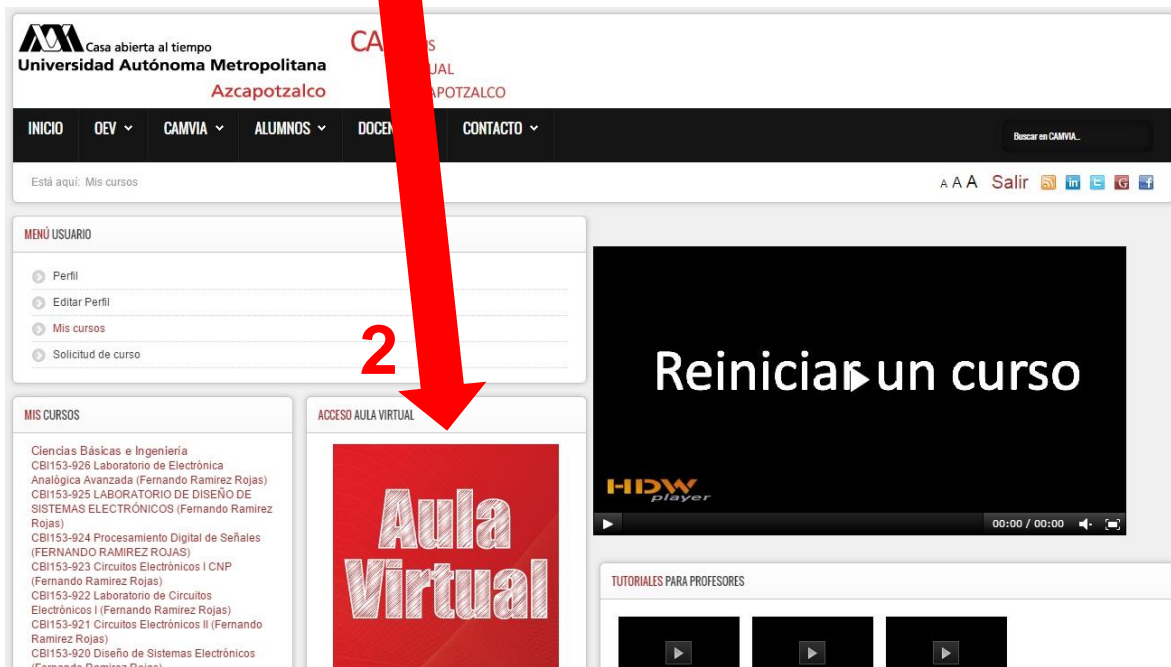 Casa abierta al tiempo
Universidad Autónoma Metropolitana
Azcapotzalco
INICIO OEV CAMVIA ALUMNOS CONTACTO
Buscar en CAMVIA...
Está aquí: Mis cursos
A A A Salir
MENÚ USUARIO
Perfil
Editar Perfil
Mis cursos
Solicitud de curso
2
MIS CURSOS
Ciencias Básicas e Ingeniería
CBI153-926 Laboratorio de Electrónica
Analógica Avanzada (Fernando Ramirez Rojas)
CBI153-925 LABORATORIO DE DISEÑO DE
SISTEMAS ELECTRÓNICOS (Fernando Ramirez
Rojas)
CBI153-924 Procesamiento Digital de Señales
(FERNANDO RAMIREZ ROJAS)
CBI153-923 Circuitos Electrónicos I CNP
(Fernando Ramirez Rojas)
CBI153-922 Laboratorio de Circuitos
Electrónicos I (Fernando Ramirez Rojas)
CBI153-921 Circuitos Electrónicos II (Fernando
Ramirez Rojas)
CBI153-920 Diseño de Sistemas Electrónicos
(Fernando Ramirez Rojas)
ACCESO AULA VIRTUAL
Aula
Virtual
Reiniciar un curso
HDW
player
00:00 / 00:00
TUTORIALES PARA PROFESORES